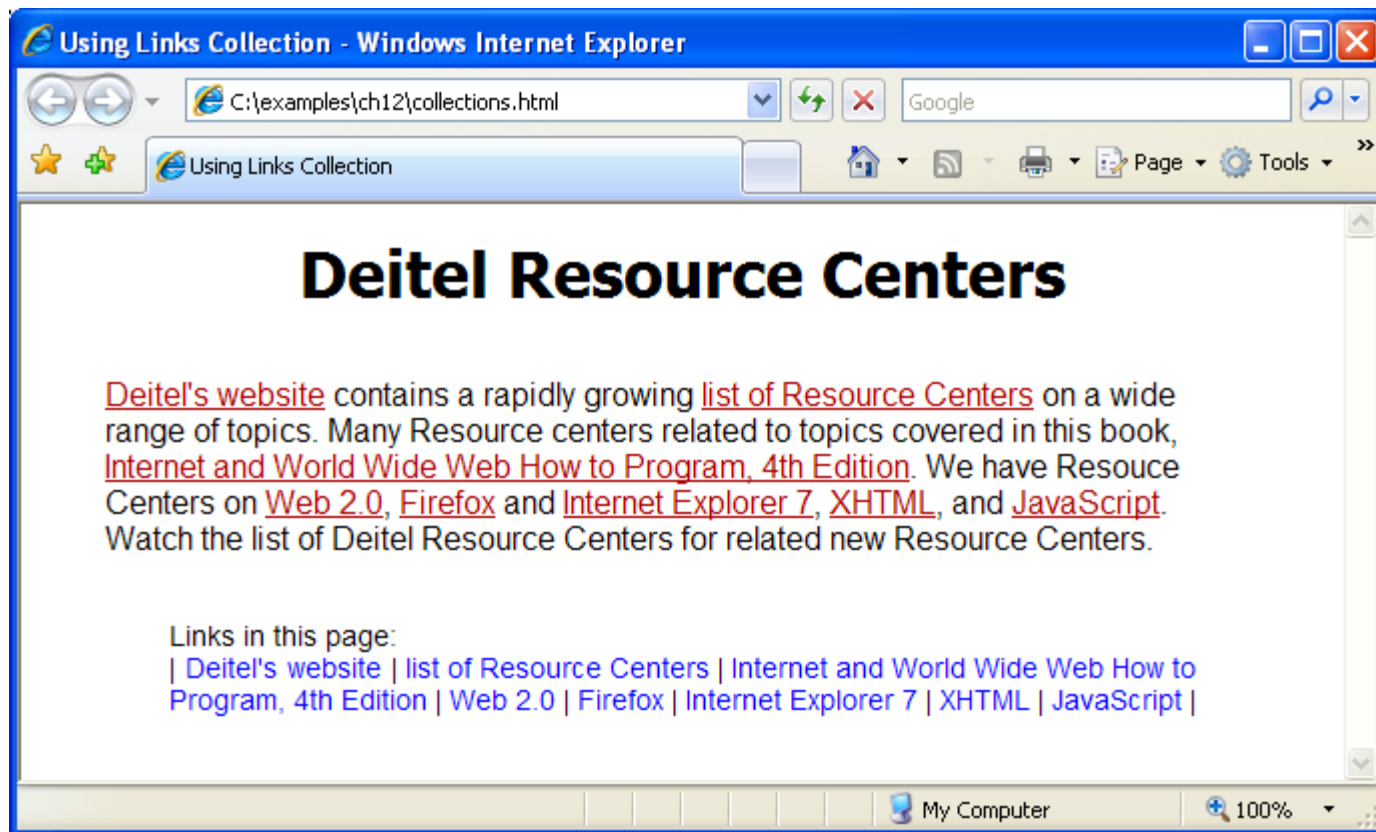 Using Links Collection - Windows Internet Explorer
C:\examples\ch12\collections.html
Google
Using Links Collection
Page
Tools
»
Deitel Resource Centers
Deitel's website contains a rapidly growing list of Resource Centers on a wide
range of topics. Many Resource centers related to topics covered in this book,
Internet and World Wide Web How to Program, 4th Edition. We have Resouce
Centers on Web 2.0, Firefox and Internet Explorer 7, XHTML, and JavaScript.
Watch the list of Deitel Resource Centers for related new Resource Centers.
Links in this page:
| Deitel's website | list of Resource Centers | Internet and World Wide Web How to
Program, 4th Edition | Web 2.0 | Firefox | Internet Explorer 7 | XHTML | JavaScript |
My Computer
100%